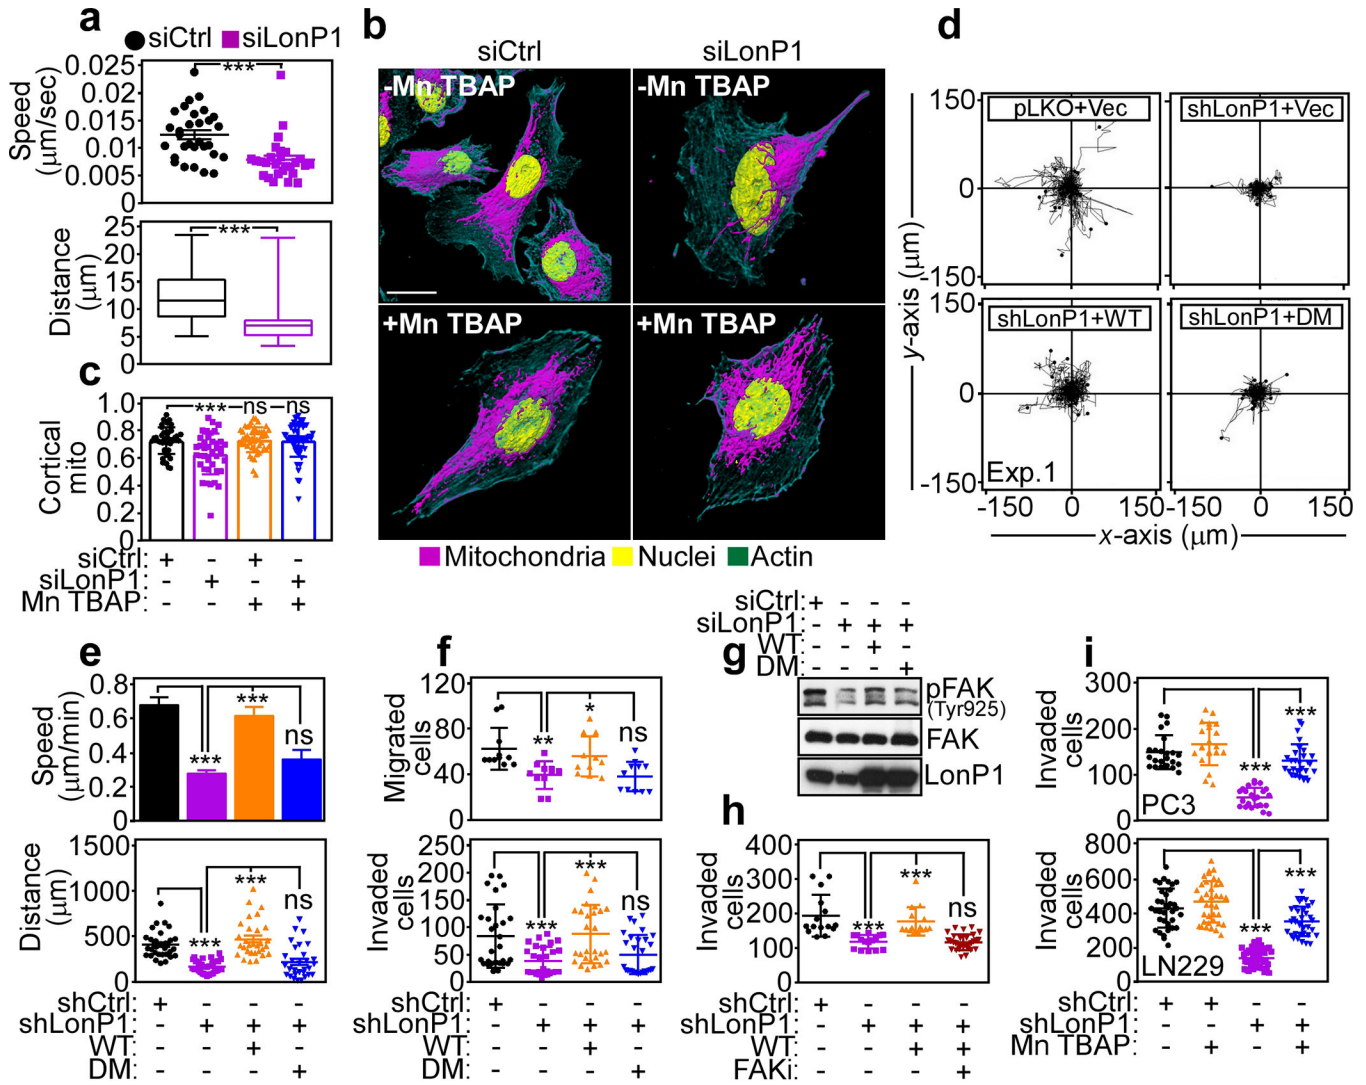 a
siCtrl siLonP1
Speed (μm/sec)
0.025
0.02
0.015
0.01
0.005
0
***
Distance (μm)
25
15
10
5
0
***
b
siCtrl siLonP1
-Mn TBAP -Mn TBAP
+Mn TBAP +Mn TBAP
Mitochondria Nuclei Actin
c
Cortical mito
1.0
0.8
0.6
0.4
0.2
0
*** ns ns
siCtrl: + - + -
siLonP1: - + - +
Mn TBAP: - - + +
d
y-axis (μm)
150
0
-150
150
0
-150
pLKO+Vec shLonP1+Vec
shLonP1+WT shLonP1+DM
Exp.1
-150 0 150 -150 0 150
x-axis (μm)
e
Speed (μm/min)
0.8
0.6
0.4
0.2
0
*** *** ns
Distance (μm)
1500
1000
500
0
*** *** ns
shCtrl: + - - -
shLonP1: - + + +
WT: - - + -
DM: - - - +
f
Migrated cells
120
80
40
0
** * ns
Invaded cells
250
200
150
100
50
0
*** *** ns
shCtrl: + - - -
shLonP1: - + + +
WT: - - + -
DM: - - - +
siCtrl: + - - -
siLonP1: - + + +
WT: - - + -
DM: - - - +
g
pFAK
(Tyr925)
FAK
LonP1
h
Invaded cells
400
300
200
100
0
*** *** ns
shCtrl: + - - -
shLonP1: - + + +
WT: - - + +
FAKi: - - - +
i
Invaded cells
300
200
100
0
*** ***
PC3
Invaded cells
800
600
400
200
0
*** ***
LN229
shCtrl: + + - -
shLonP1: - - + +
Mn TBAP: - + - +